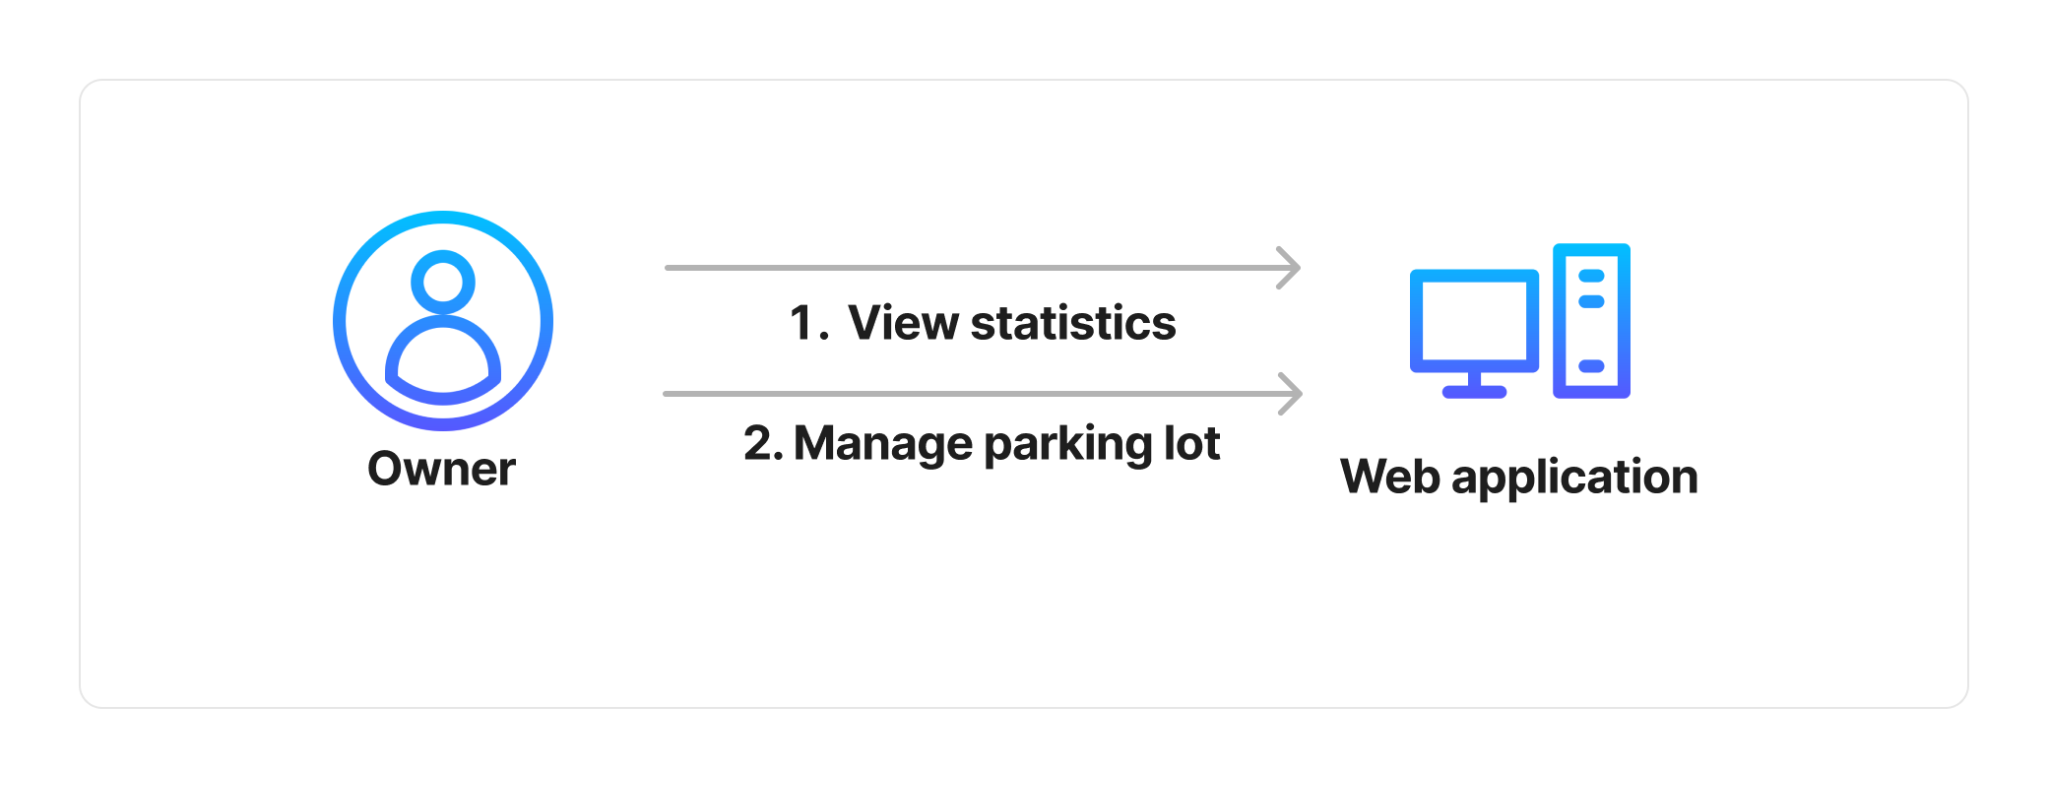 1. View statistics
2. Manage parking lot
Owner
Web application